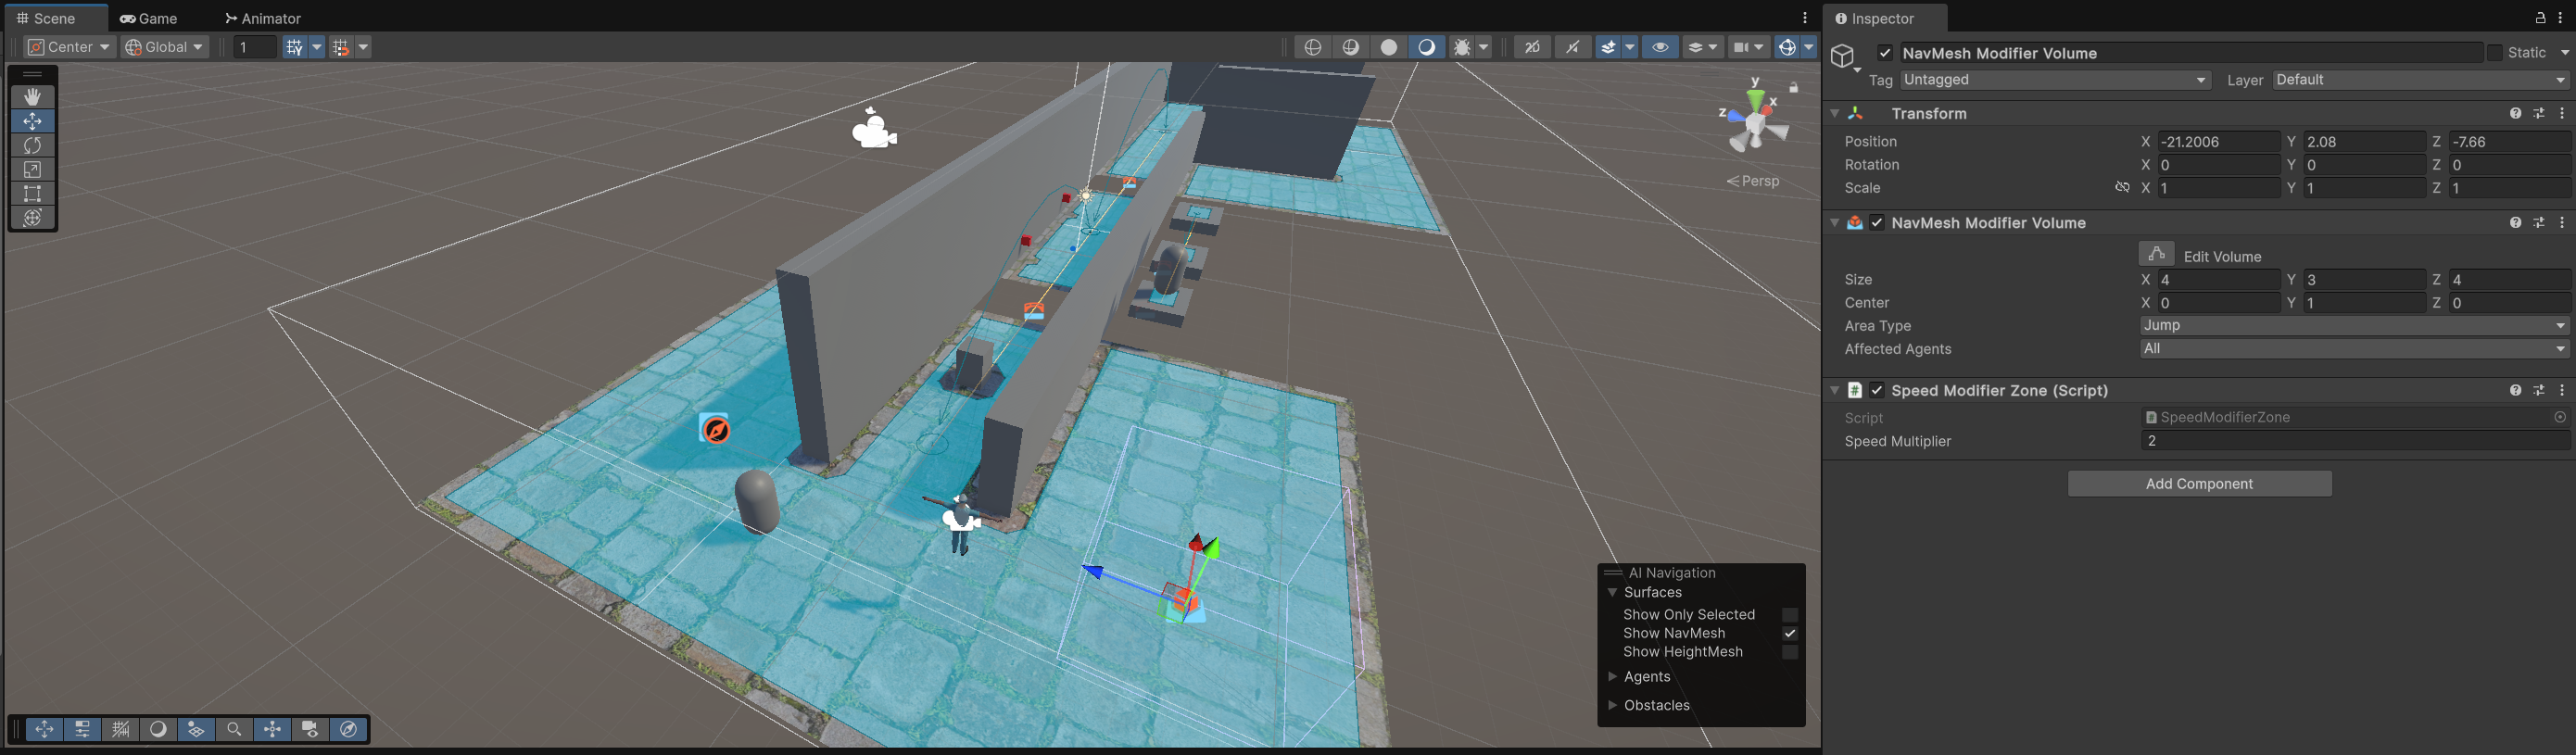 Scene Game Animator
Center Global 1
2D
y
x
z
Persp
AI Navigation
Surfaces
Show Only Selected
Show NavMesh
Show HeightMesh
Agents
Obstacles
Inspector
NavMesh Modifier Volume Static
Tag Untagged Layer Default
Transform
Position X -21.2006 Y 2.08 Z -7.66
Rotation X 0 Y 0 Z 0
Scale X 1 Y 1 Z 1
NavMesh Modifier Volume
Edit Volume
Size X 4 Y 3 Z 4
Center X 0 Y 1 Z 0
Area Type Jump
Affected Agents All
# Speed Modifier Zone (Script)
Script # SpeedModifierZone
Speed Multiplier 2
Add Component